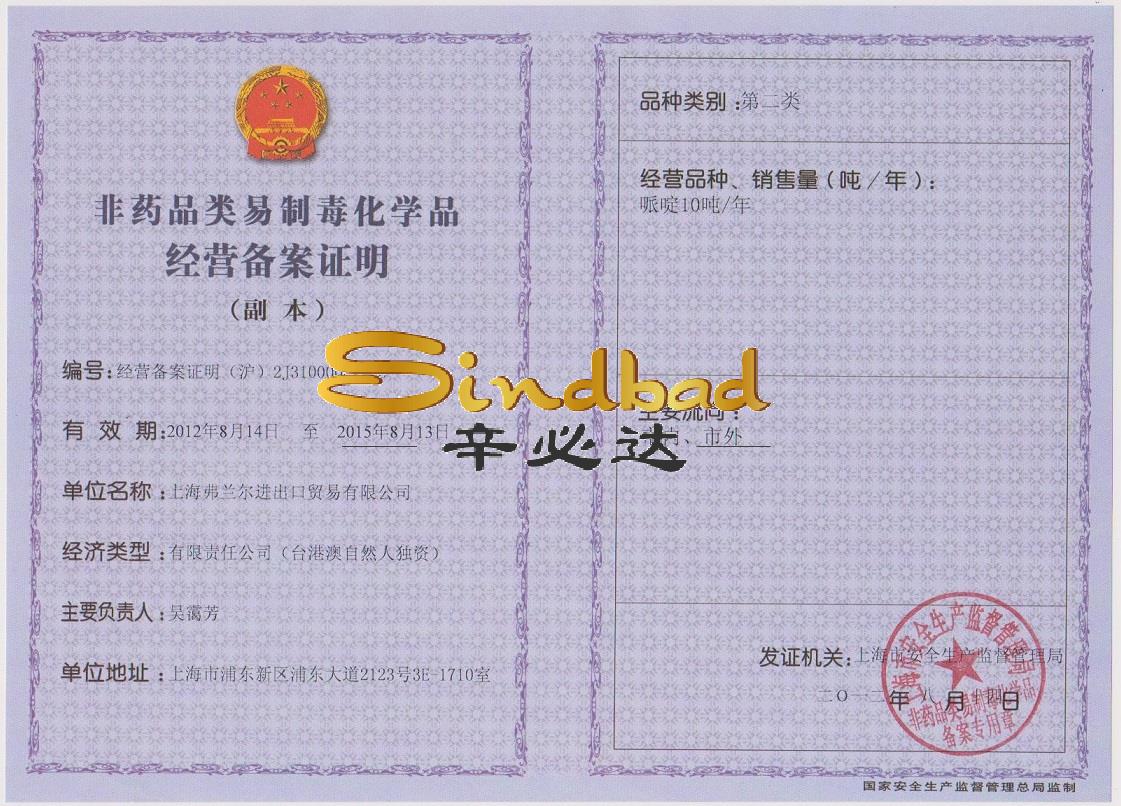 非药品类易制毒化学品
经营备案证明
（副 本）
编号：经营备案证明（沪）2J31000
有 效 期：2012年8月14日 至 2015年8月13日
单位名称：上海弗兰尔进出口贸易有限公司
经济类型：有限责任公司（台港澳自然人独资）
主要负责人：吴蔼芳
单位地址：上海市浦东新区浦东大道2123号3E-1710室
Sindbad
辛必达
品种类别：第二类
经营品种、销售量（吨／年）：
哌啶10吨/年
主要流向：
、市外
发证机关：上海市安全生产监督管理局
二〇一二年 八 月十四日
上海市安全生产监督管理局
非药品类易制毒化学品
备案专用章
国家安全生产监督管理总局监制